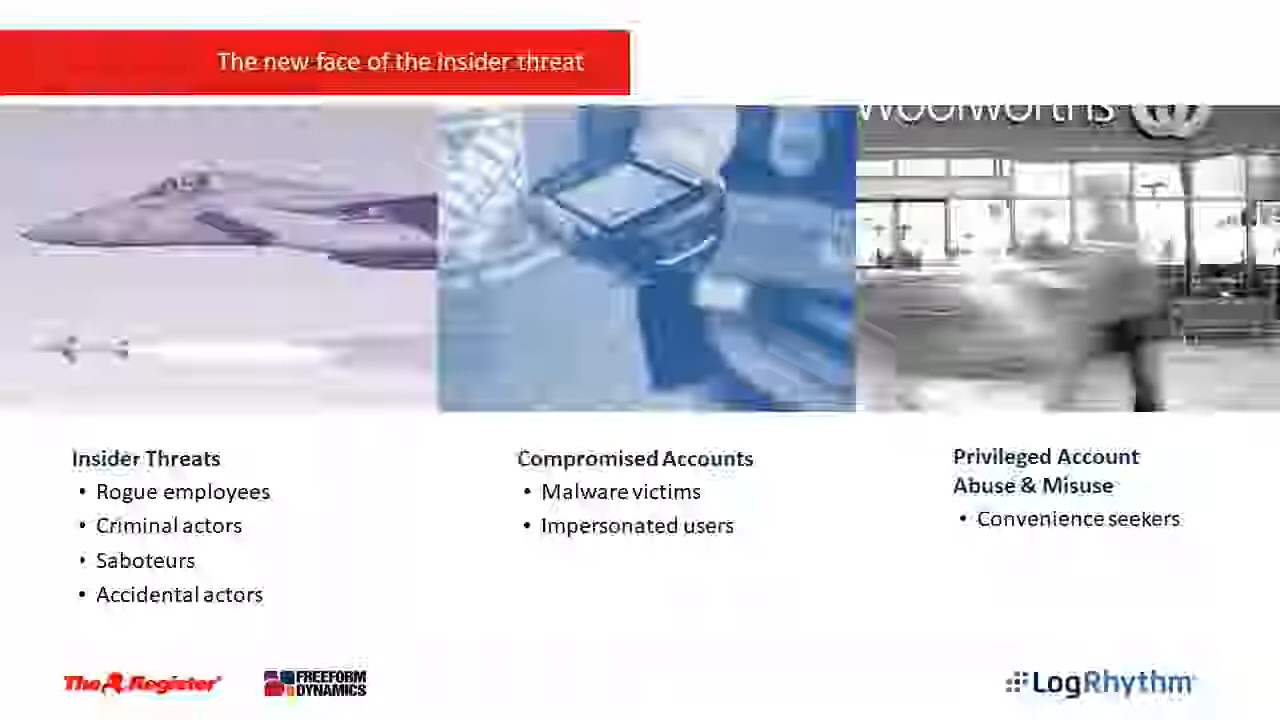 The new face of the insider threat
Woolworths
Insider Threats
• Rogue employees
• Criminal actors
• Saboteurs
• Accidental actors
Compromised Accounts
• Malware victims
• Impersonated users
Privileged Account
Abuse & Misuse
• Convenience seekers
The Register
FREEFORM
DYNAMICS
LogRhythm